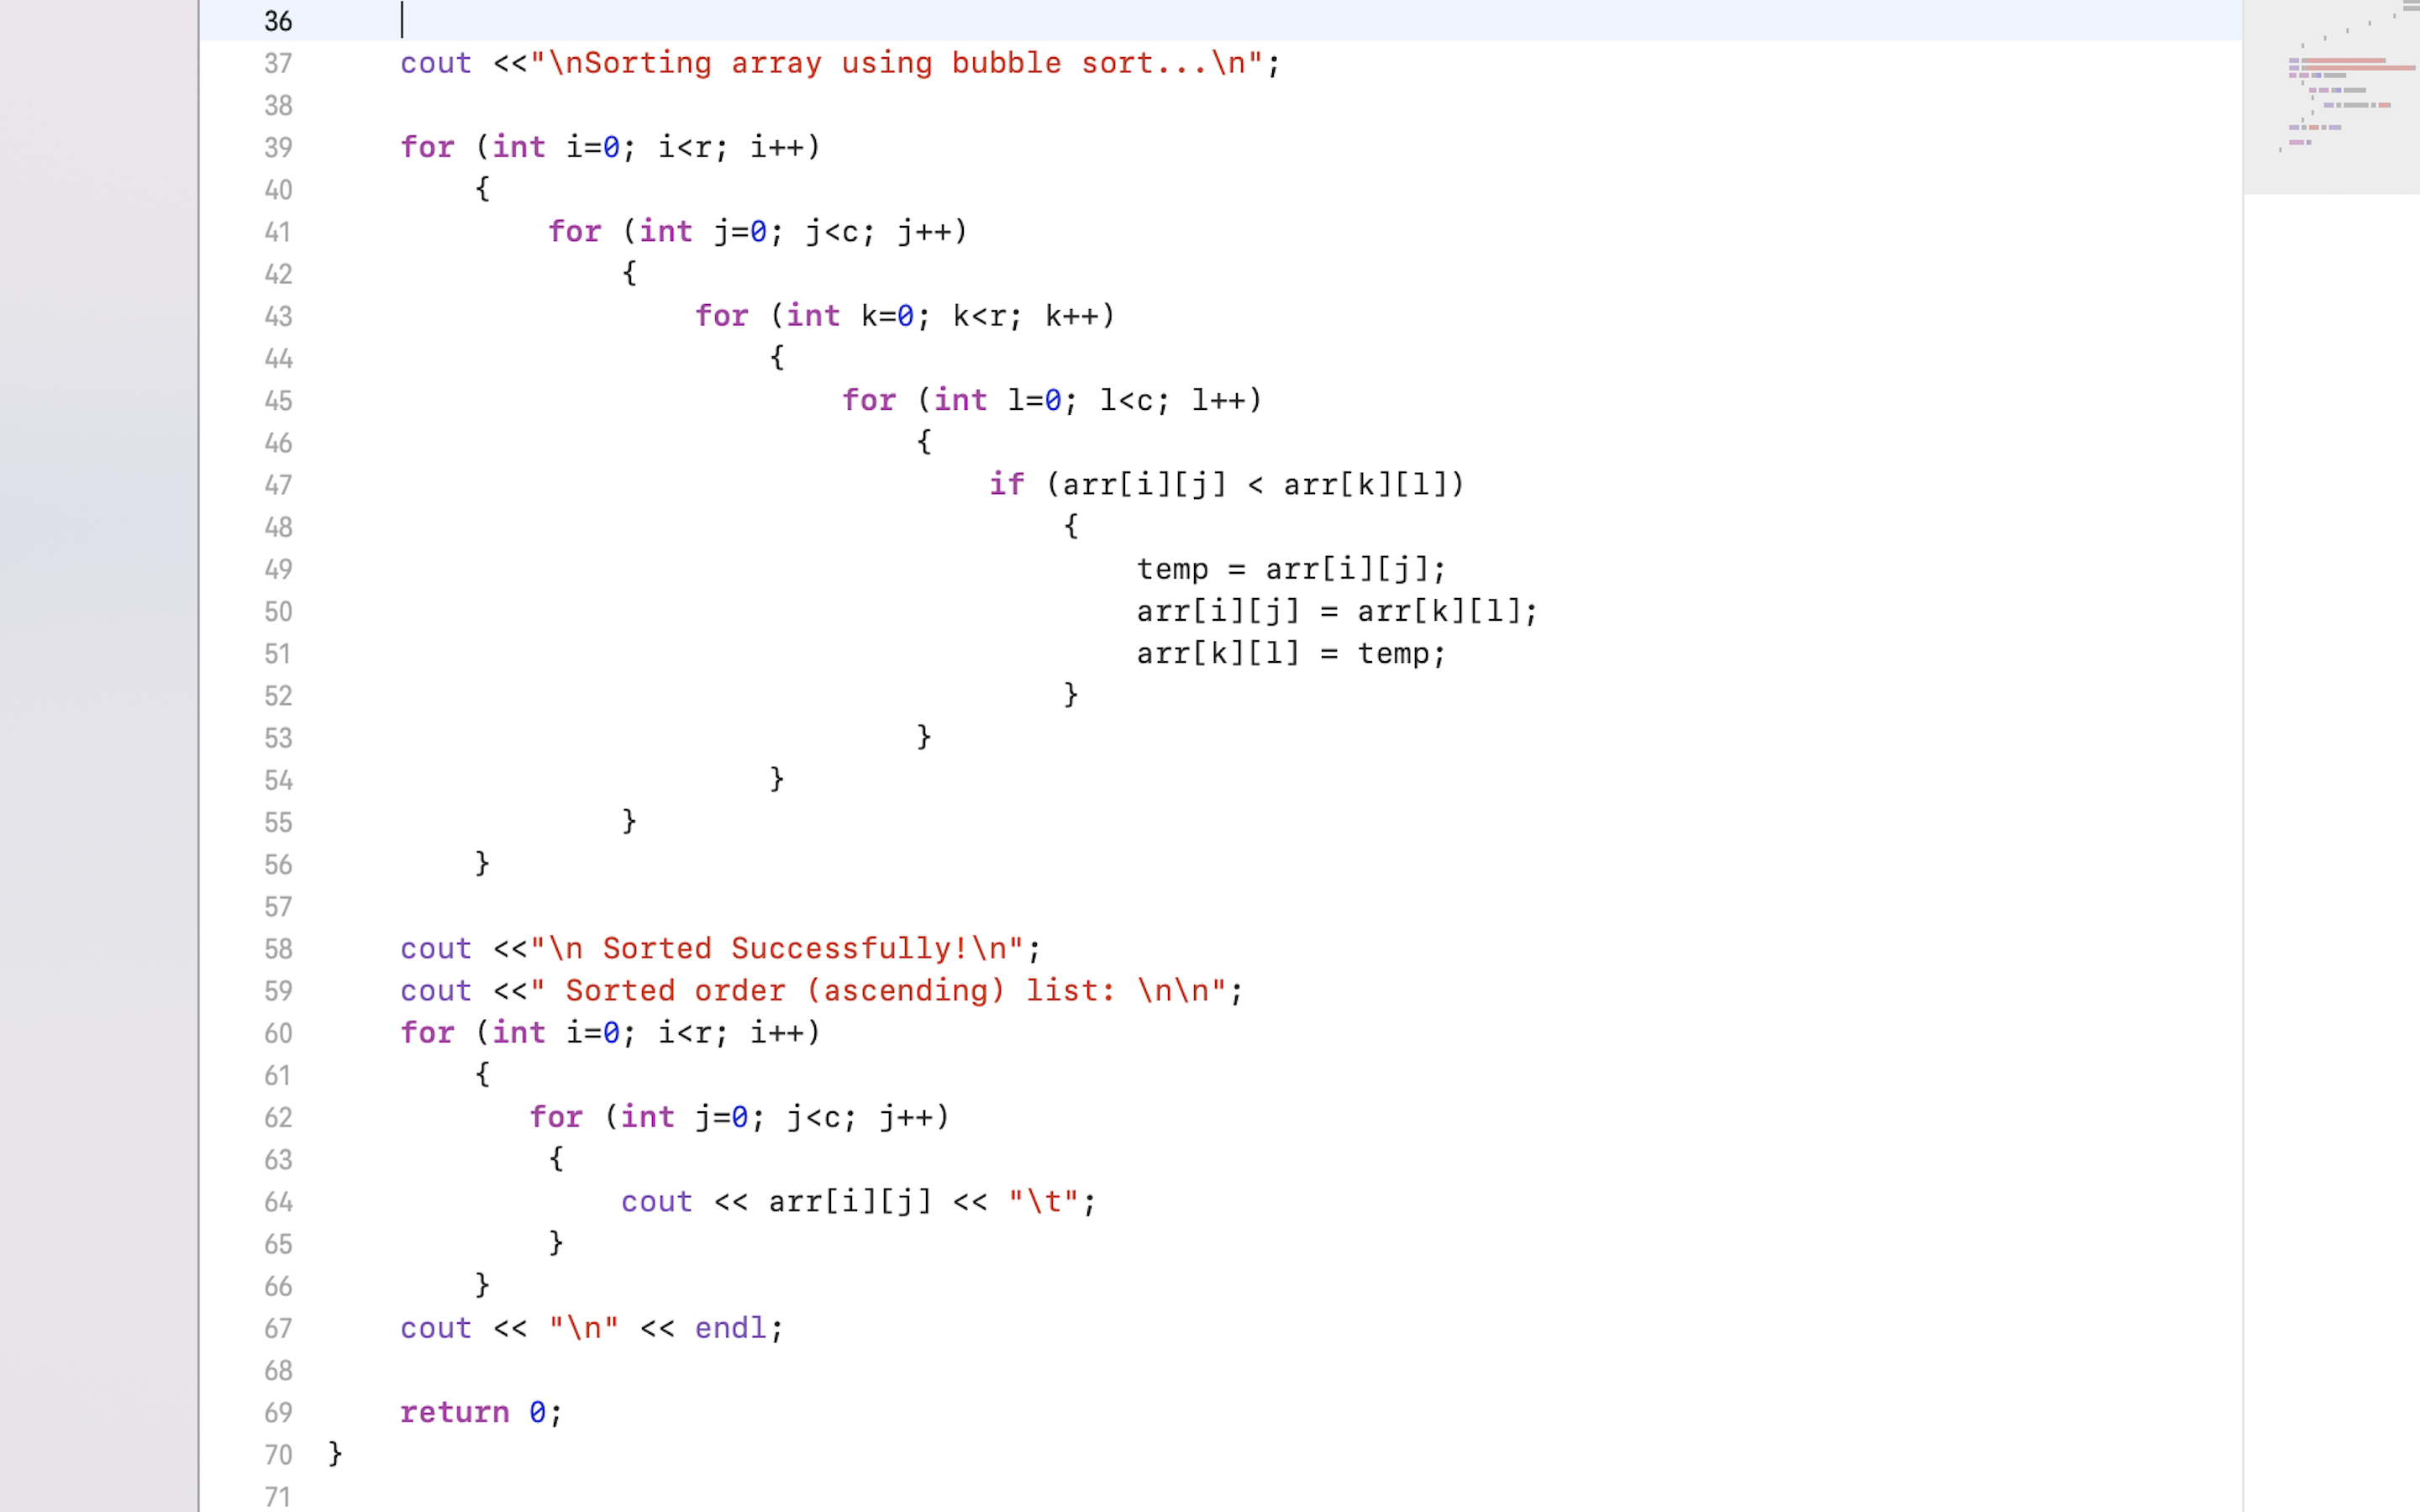 36
37 cout <<"\nSorting array using bubble sort...\n";
38
39 for (int i=0; i<r; i++)
40 {
41 for (int j=0; j<c; j++)
42 {
43 for (int k=0; k<r; k++)
44 {
45 for (int l=0; l<c; l++)
46 {
47 if (arr[i][j] < arr[k][l])
48 {
49 temp = arr[i][j];
50 arr[i][j] = arr[k][l];
51 arr[k][l] = temp;
52 }
53 }
54 }
55 }
56 }
57
58 cout <<"\n Sorted Successfully!\n";
59 cout <<" Sorted order (ascending) list: \n\n";
60 for (int i=0; i<r; i++)
61 {
62 for (int j=0; j<c; j++)
63 {
64 cout << arr[i][j] << "\t";
65 }
66 }
67 cout << "\n" << endl;
68
69 return 0;
70 }
71